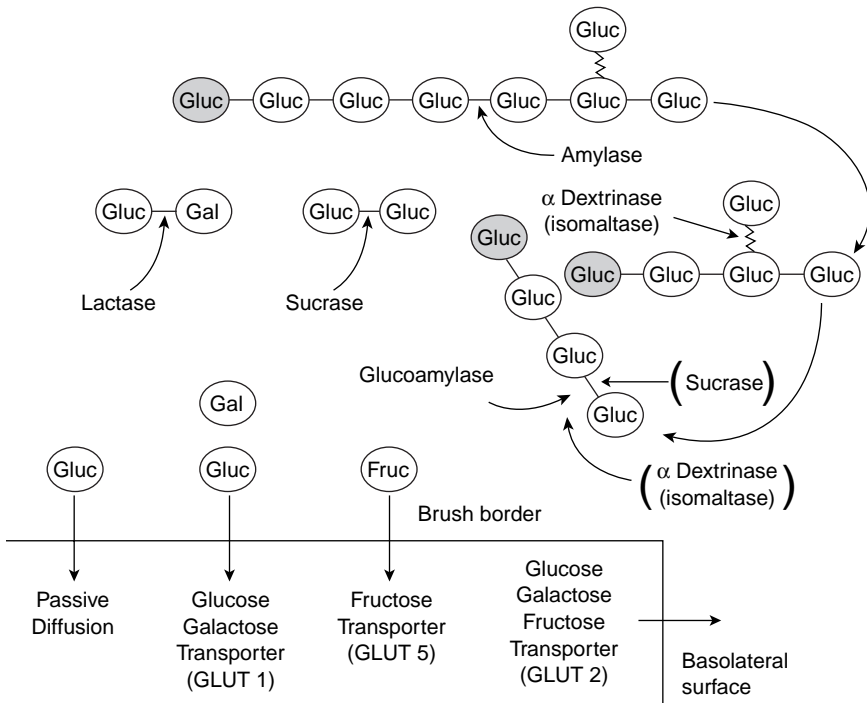 Gluc
Gluc Gluc Gluc Gluc Gluc Gluc Gluc
Amylase
Gluc Gal
Lactase
Gluc Gluc
Sucrase
α Dextrinase
(isomaltase)
Gluc
Gluc Gluc Gluc Gluc
Gluc
Gluc
Gluc
Gluc
Glucoamylase
(Sucrase)
(α Dextrinase
(isomaltase))
Gal
Gluc
Gluc
Fruc
Brush border
Passive
Diffusion
Glucose
Galactose
Transporter
(GLUT 1)
Fructose
Transporter
(GLUT 5)
Glucose
Galactose
Fructose
Transporter
(GLUT 2)
Basolateral
surface